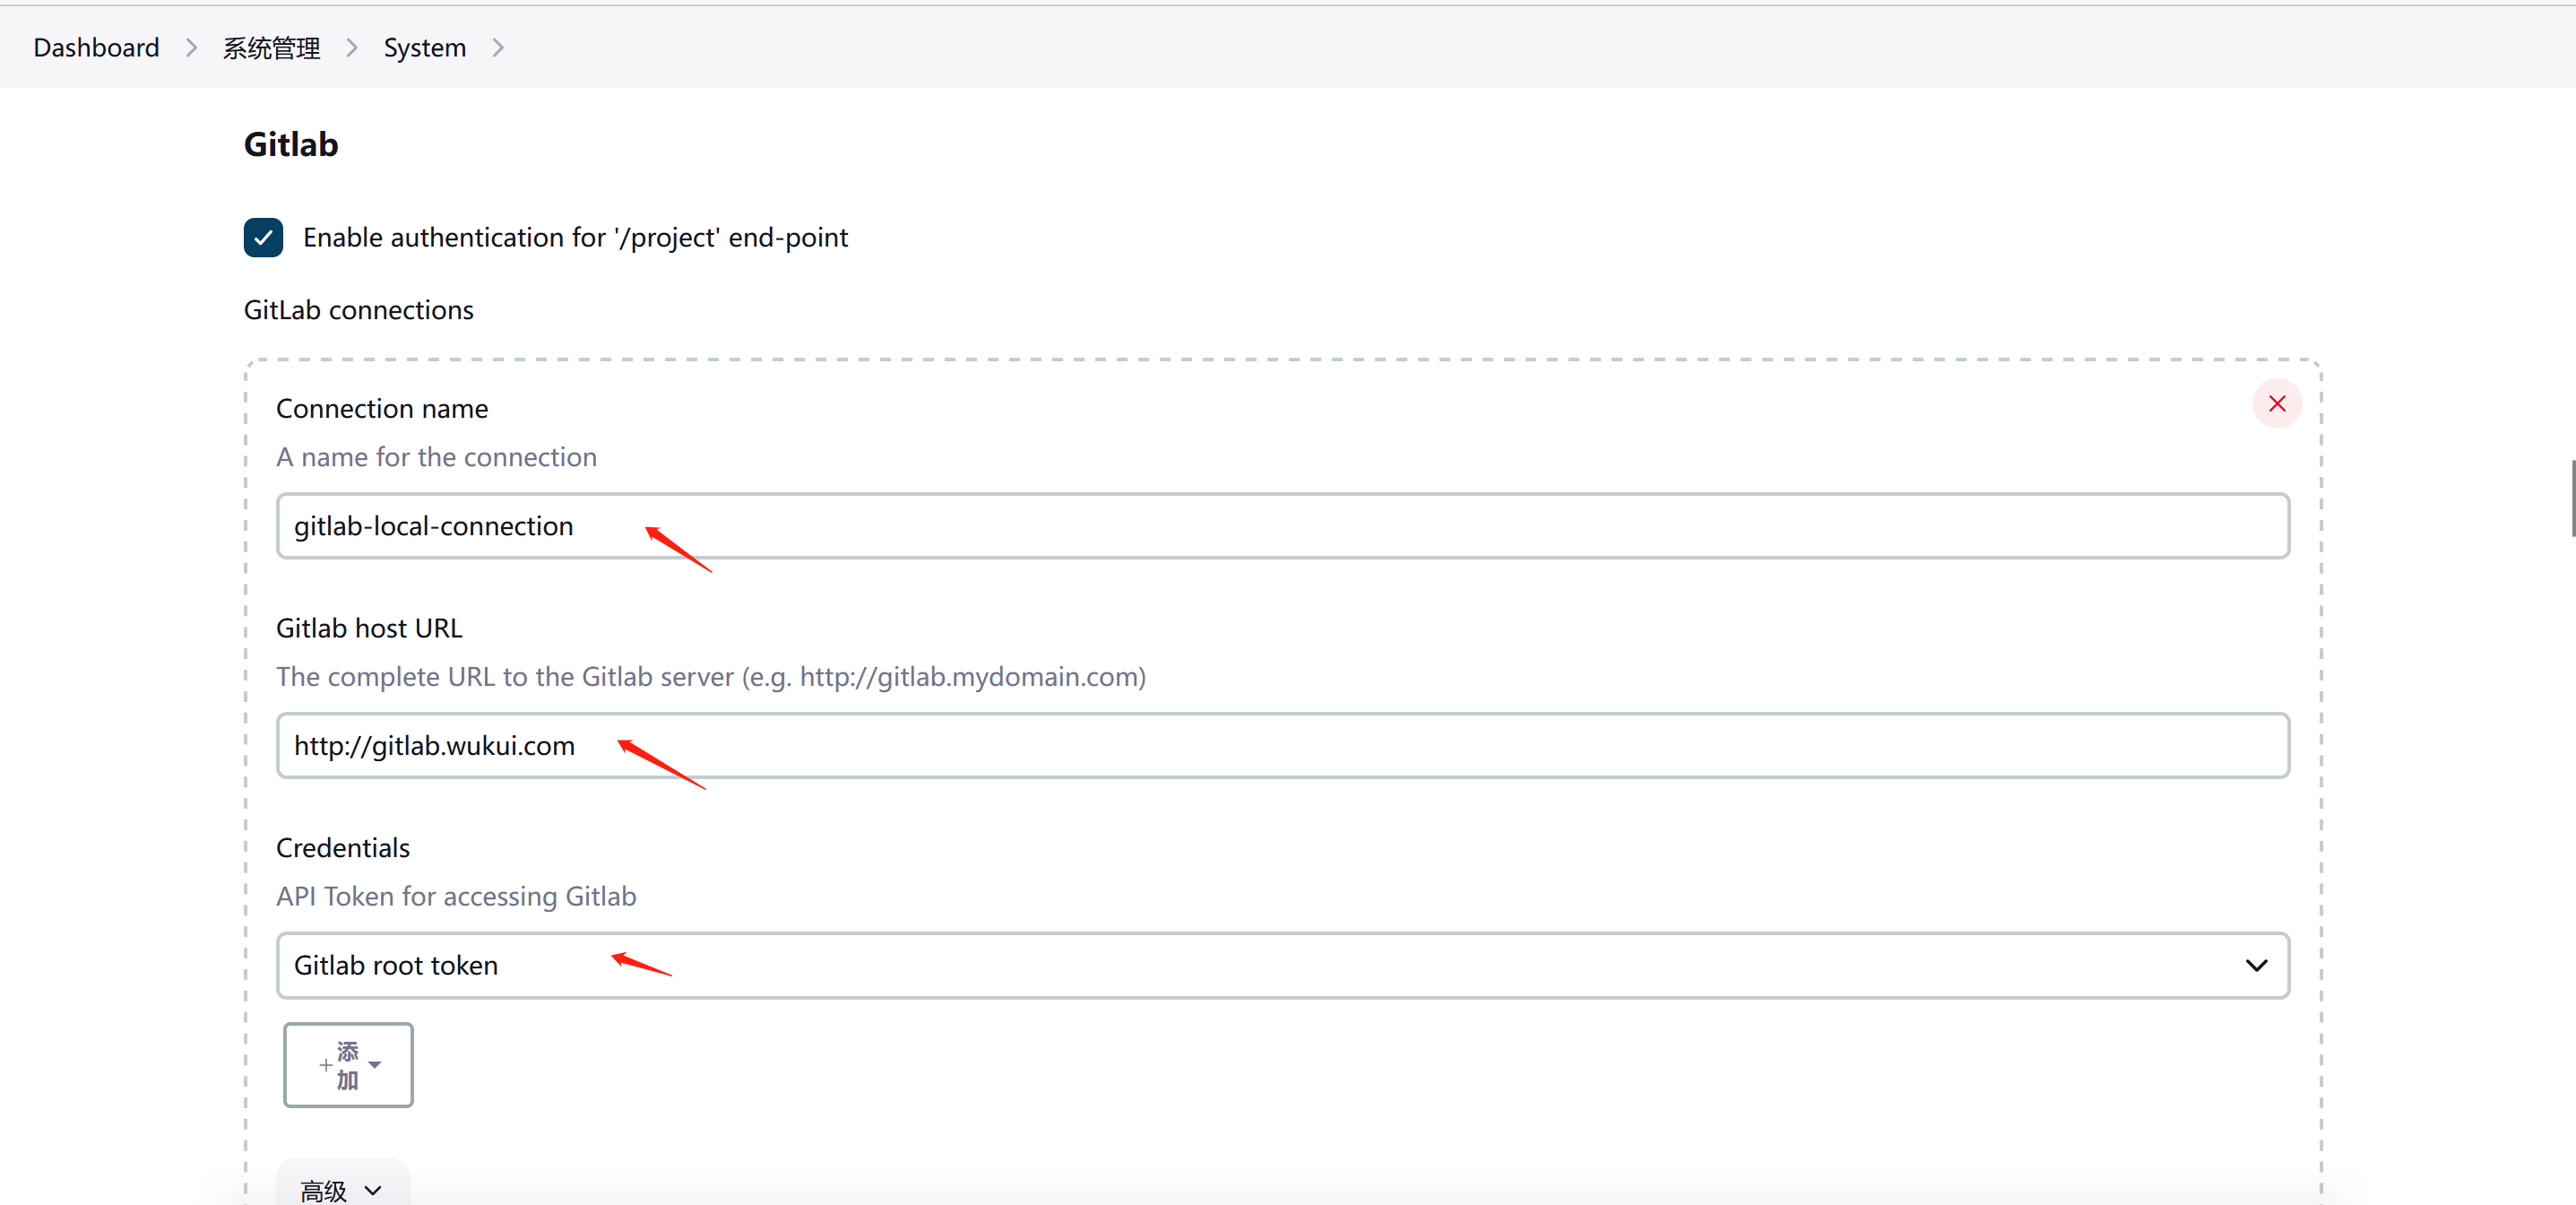 Dashboard > 系统管理 > System >
Gitlab
Enable authentication for '/project' end-point
GitLab connections
Connection name
A name for the connection
gitlab-local-connection
Gitlab host URL
The complete URL to the Gitlab server (e.g. http://gitlab.mydomain.com)
http://gitlab.wukui.com
Credentials
API Token for accessing Gitlab
Gitlab root token
+添
加
高级